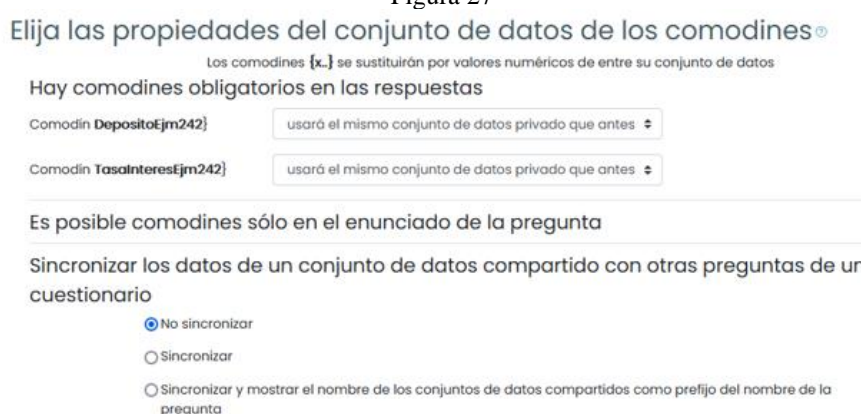 Figura 27
Elija las propiedades del conjunto de datos de los comodines
Los comodines {x..} se sustituirán por valores numéricos de entre su conjunto de datos
Hay comodines obligatorios en las respuestas
Comodín DepositoEjm242} usará el mismo conjunto de datos privado que antes
Comodín TasaInteresEjm242} usará el mismo conjunto de datos privado que antes
Es posible comodines sólo en el enunciado de la pregunta
Sincronizar los datos de un conjunto de datos compartido con otras preguntas de un
cuestionario
No sincronizar
Sincronizar
Sincronizar y mostrar el nombre de los conjuntos de datos compartidos como prefijo del nombre de la
pregunta